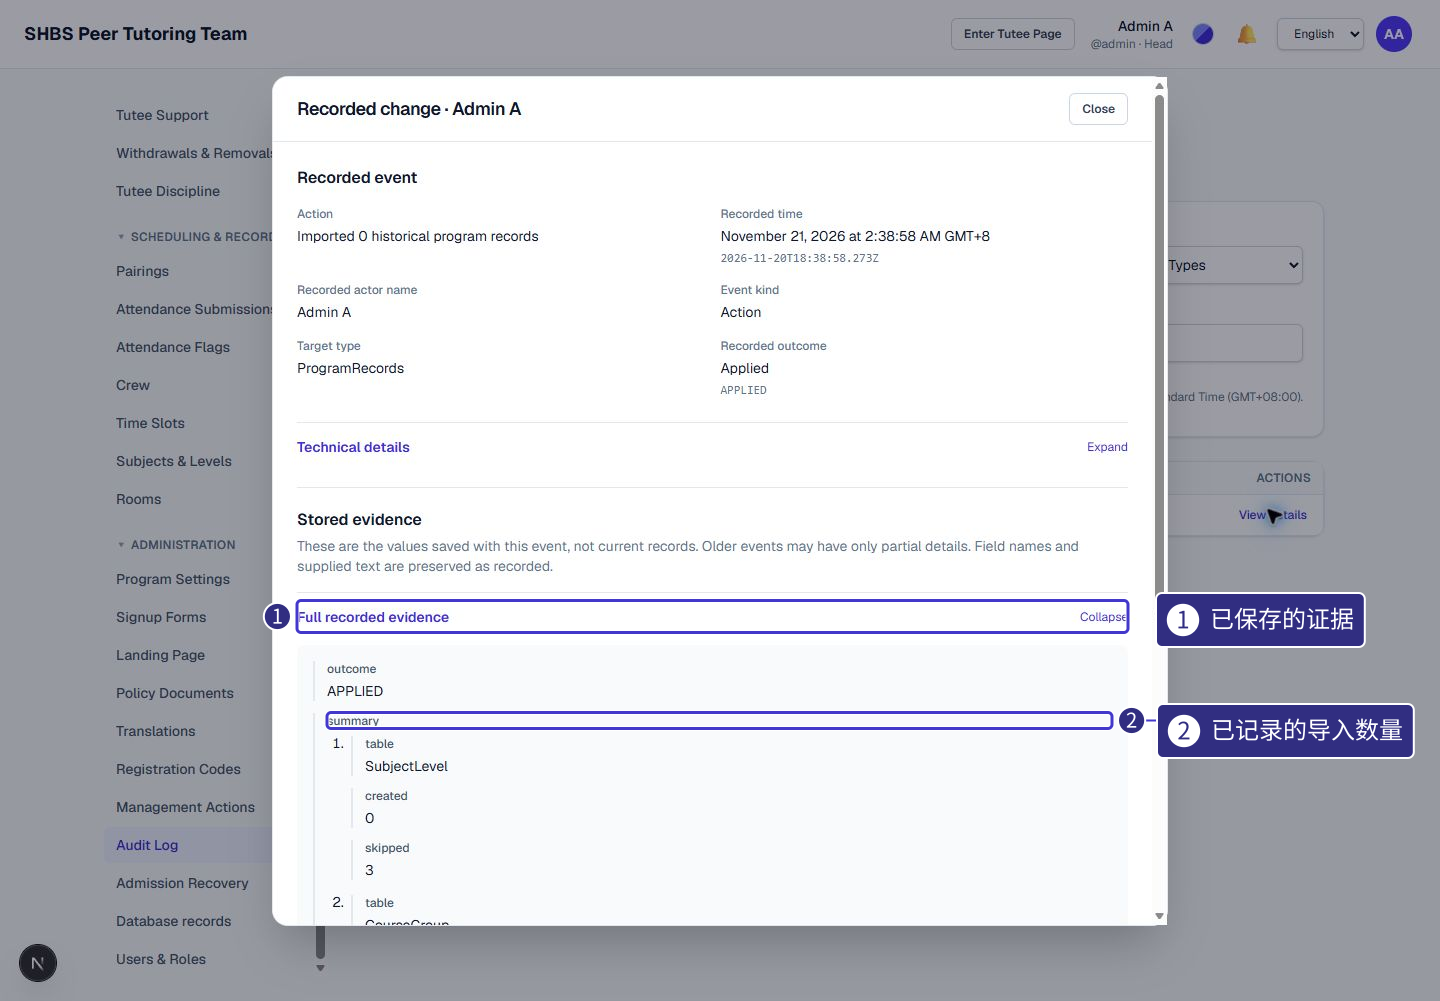 SHBS Peer Tutoring Team
Enter Tutee Page
Admin A
@admin · Head
English
AA
Tutee Support
Withdrawals & Removals
Tutee Discipline
SCHEDULING & RECORD
Pairings
Attendance Submissions
Attendance Flags
Crew
Time Slots
Subjects & Levels
Rooms
ADMINISTRATION
Program Settings
Signup Forms
Landing Page
Policy Documents
Translations
Registration Codes
Management Actions
Audit Log
Admission Recovery
Database records
Users & Roles
N
Recorded change · Admin A
Close
Recorded event
Action
Imported 0 historical program records
Recorded time
November 21, 2026 at 2:38:58 AM GMT+8
2026-11-20T18:38:58.273Z
Recorded actor name
Admin A
Event kind
Action
Target type
ProgramRecords
Recorded outcome
Applied
APPLIED
Technical details
Expand
Stored evidence
These are the values saved with this event, not current records. Older events may have only partial details. Field names and
supplied text are preserved as recorded.
1
Full recorded evidence
Collapse
1 已保存的证据
outcome
APPLIED
summary
2
2 已记录的导入数量
1.
table
SubjectLevel
created
0
skipped
3
2.
table
CourseGroup
Types
ndard Time (GMT+08:00).
ACTIONS
View tails